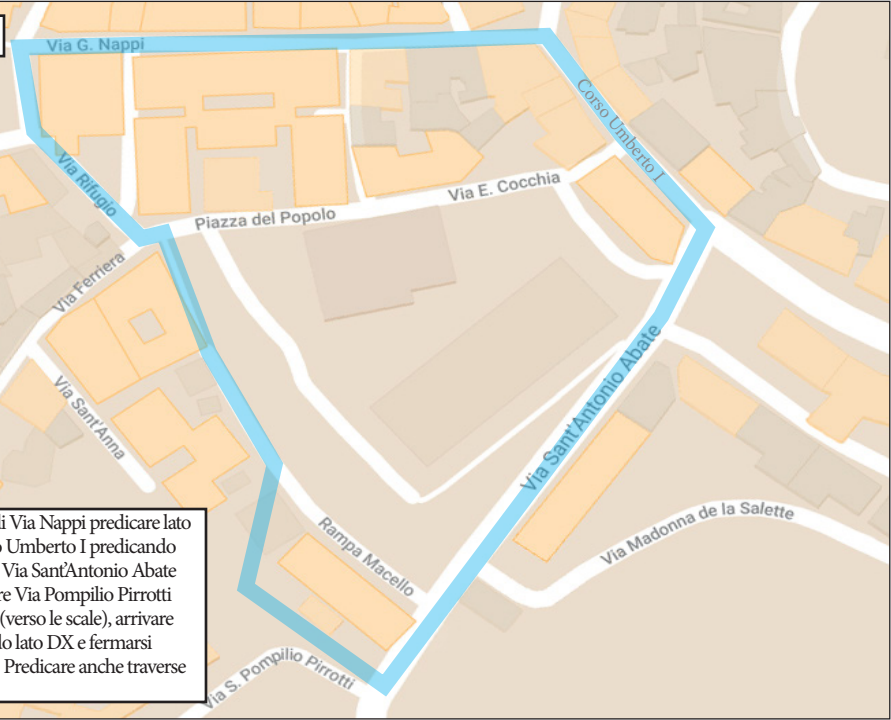 Via G. Nappi
Corso Umberto I
Via Rifugio
Via E. Cocchia
Piazza del Popolo
Via Ferriera
Via Sant'Antonio Abate
Via Sant'Anna
Via Madonna de la Salette
Rampa Macello
Via S. Pompilio Pirrotti
di Via Nappi predicare lato
Umberto I predicando
Via Sant'Antonio Abate
Via Pompilio Pirrotti
(verso le scale), arrivare
lato DX e fermarsi
Predicare anche traverse